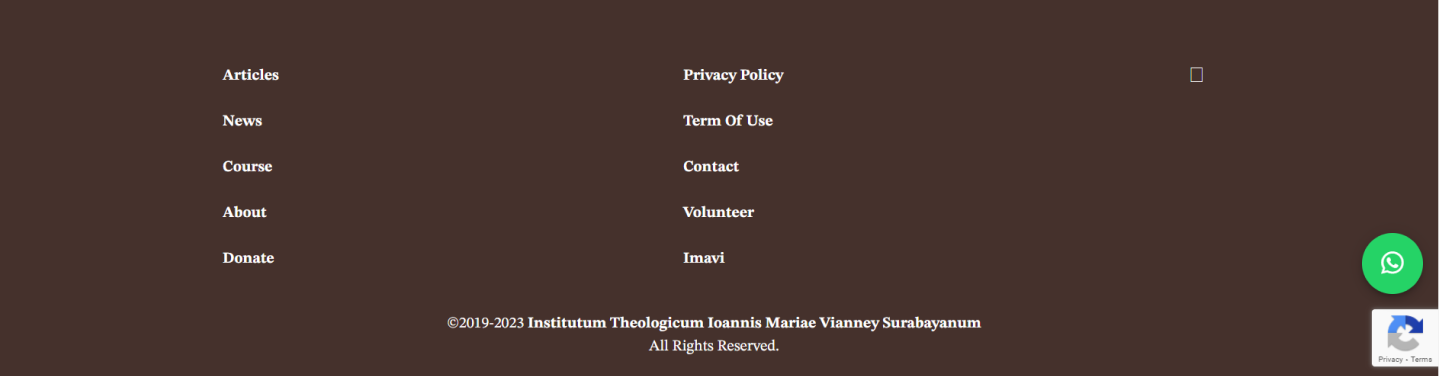 Articles
News
Course
About
Donate
Privacy Policy
Term Of Use
Contact
Volunteer
Imavi
©2019-2023 Institutum Theologicum Ioannis Mariae Vianney Surabayanum
All Rights Reserved.
Privacy • Terms